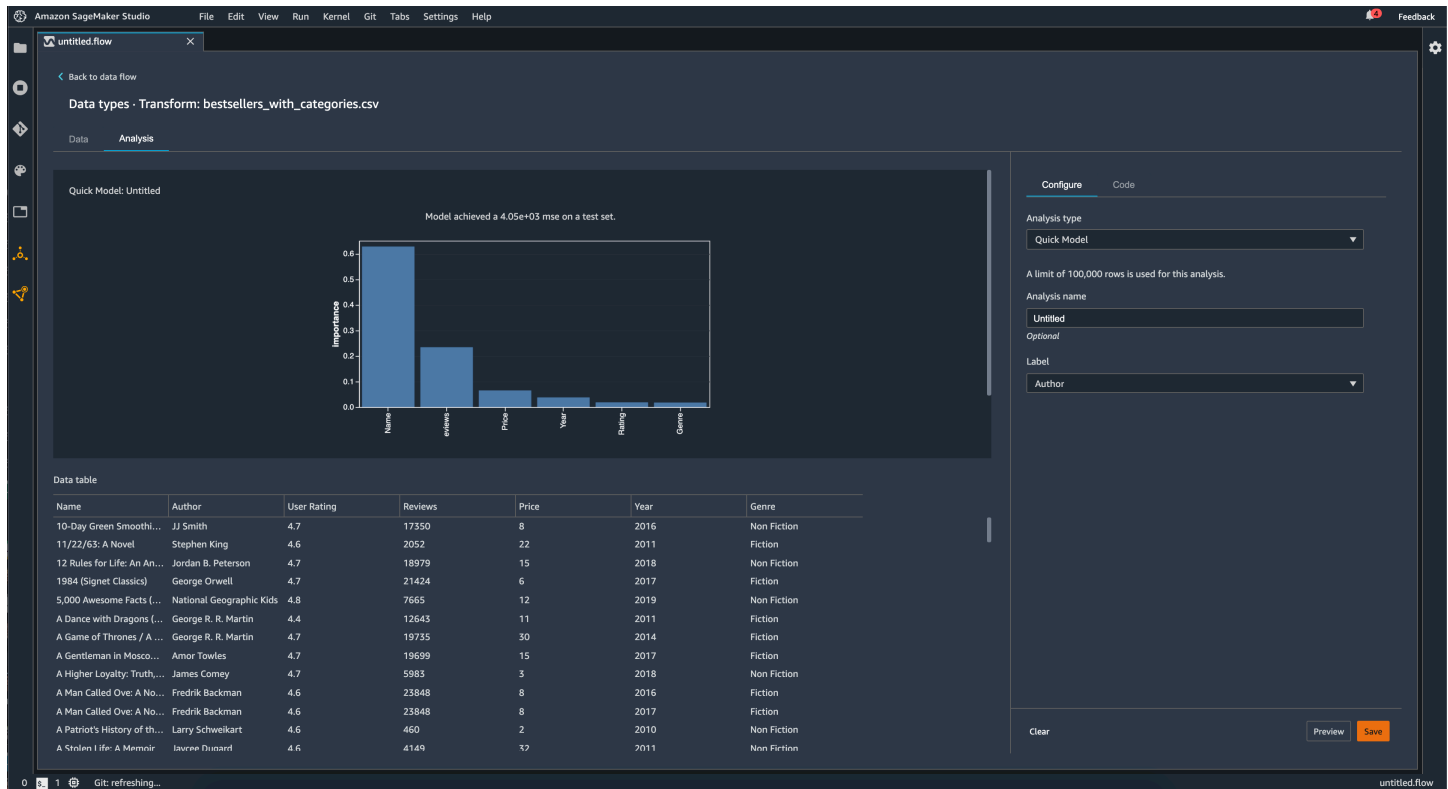 Amazon SageMaker Studio File Edit View Run Kernel Git Tabs Settings Help 4 Feedback
untitled.flow
Back to data flow
Data types · Transform: bestsellers_with_categories.csv
Data Analysis
Quick Model: Untitled
Model achieved a 4.05e+03 mse on a test set.
0.6
0.5
0.4
0.3
0.2
0.1
0.0
importance
Name eviews Price Year Rating Genre
Configure Code
Analysis type
Quick Model
A limit of 100,000 rows is used for this analysis.
Analysis name
Untitled
Optional
Label
Author
Data table
Name Author User Rating Reviews Price Year Genre
10-Day Green Smoothi... JJ Smith 4.7 17350 8 2016 Non Fiction
11/22/63: A Novel Stephen King 4.6 2052 22 2011 Fiction
12 Rules for Life: An An... Jordan B. Peterson 4.7 18979 15 2018 Non Fiction
1984 (Signet Classics) George Orwell 4.7 21424 6 2017 Fiction
5,000 Awesome Facts (... National Geographic Kids 4.8 7665 12 2019 Non Fiction
A Dance with Dragons (... George R. R. Martin 4.4 12643 11 2011 Fiction
A Game of Thrones / A ... George R. R. Martin 4.7 19735 30 2014 Fiction
A Gentleman in Mosco... Amor Towles 4.7 19699 15 2017 Fiction
A Higher Loyalty: Truth,... James Comey 4.7 5983 3 2018 Non Fiction
A Man Called Ove: A No... Fredrik Backman 4.6 23848 8 2016 Fiction
A Man Called Ove: A No... Fredrik Backman 4.6 23848 8 2017 Fiction
A Patriot's History of th... Larry Schweikart 4.6 460 2 2010 Non Fiction
A Stolen Life: A Memoir Jaycee Dugard 4.6 4149 32 2011 Non Fiction
Clear Preview Save
0 $_ 1 Git: refreshing... untitled.flow